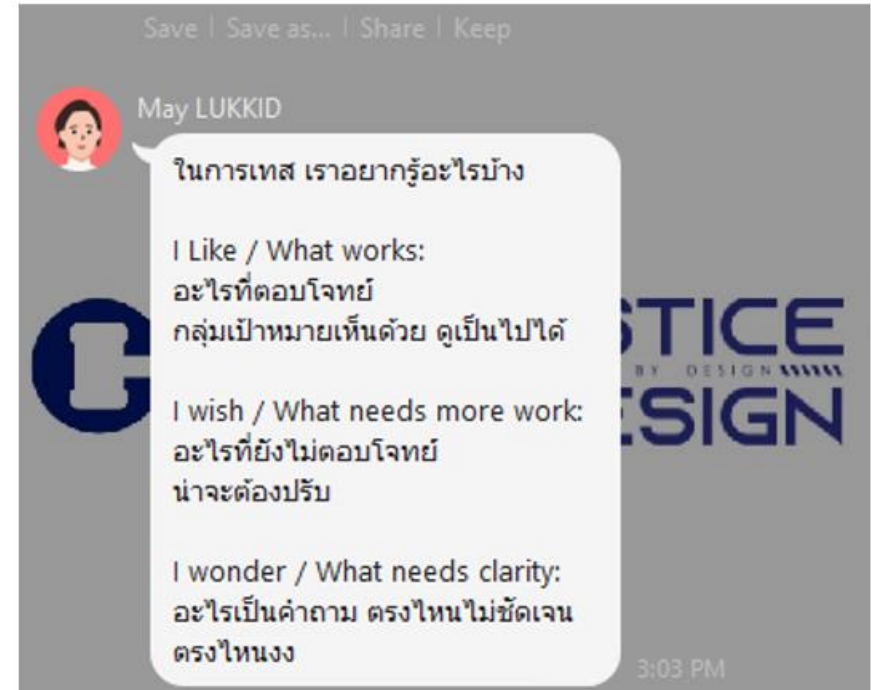 Save | Save as... | Share | Keep
May LUKKID
ในการเทส เราอยากรู้อะไรบ้าง
I Like / What works:
อะไรที่ตอบโจทย์
กลุ่มเป้าหมายเห็นด้วย ดูเป็นไปได้
I wish / What needs more work:
อะไรที่ยังไม่ตอบโจทย์
น่าจะต้องปรับ
I wonder / What needs clarity:
อะไรเป็นคำถาม ตรงไหนไม่ชัดเจน
ตรงไหนงง
3:03 PM
STICE
BY DESIGN
ESIGN